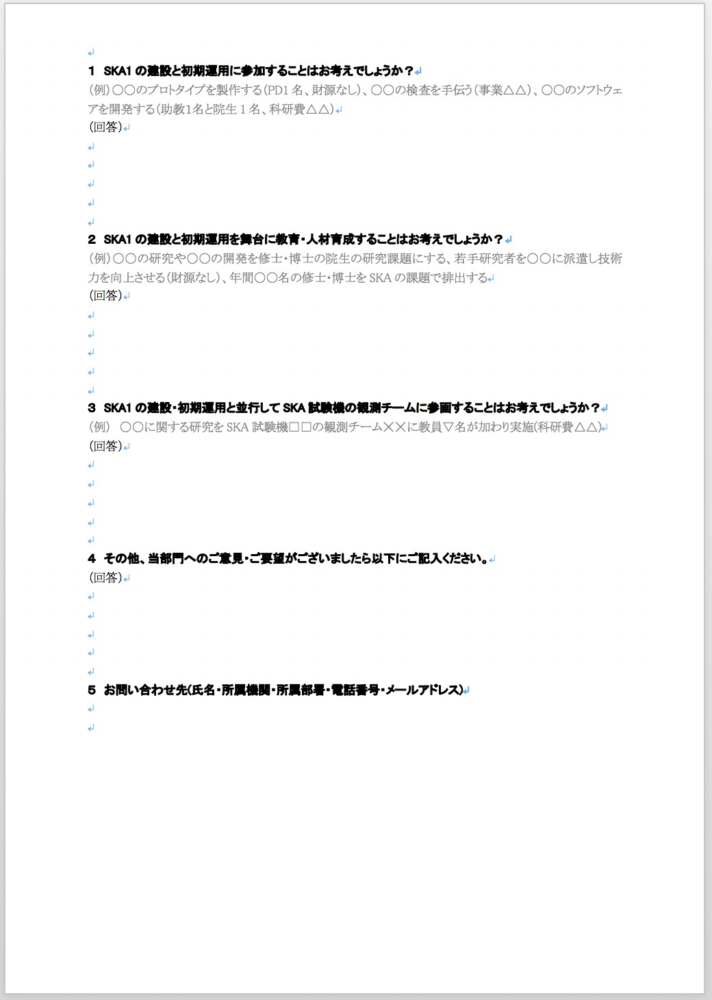 1 SKA1 の建設と初期運用に参加することはお考えでしょうか？
（例）〇〇のプロトタイプを製作する（PD1 名、財源なし）、〇〇の検査を手伝う（事業△△）、〇〇のソフトウェ
アを開発する（助教1名と院生 1 名、科研費△△）
（回答）
2 SKA1 の建設と初期運用を舞台に教育・人材育成することはお考えでしょうか？
（例）〇〇の研究や〇〇の開発を修士・博士の院生の研究課題にする、若手研究者を〇〇に派遣し技術
力を向上させる（財源なし）、年間〇〇名の修士・博士を SKA の課題で排出する
（回答）
3 SKA1 の建設・初期運用と並行して SKA 試験機の観測チームに参画することはお考えでしょうか？
（例） 〇〇に関する研究を SKA 試験機□□の観測チーム××に教員▽名が加わり実施(科研費△△)
（回答）
4 その他、当部門へのご意見・ご要望がございましたら以下にご記入ください。
（回答）
5 お問い合わせ先(氏名・所属機関・所属部署・電話番号・メールアドレス)